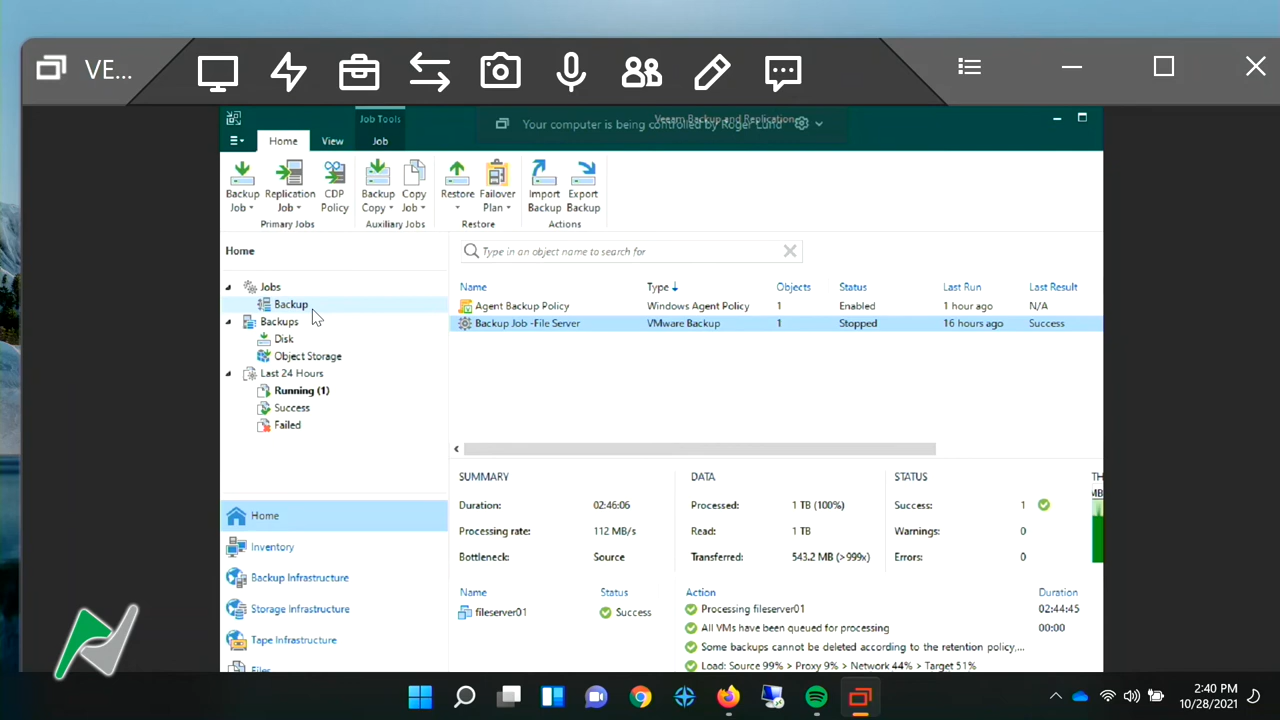 VE...
Job Tools
Your computer is being controlled by Roger Lund
Veeam Backup and Replication
Home
View
Job
Backup Job
Replication Job
CDP Policy
Backup Copy
Copy Job
Restore
Failover Plan
Import Backup
Export Backup
Primary Jobs
Auxiliary Jobs
Restore
Actions
Home
Type in an object name to search for
Jobs
Backup
Backups
Disk
Object Storage
Last 24 Hours
Running (1)
Success
Failed
Name Type Objects Status Last Run Last Result
Agent Backup Policy Windows Agent Policy 1 Enabled 1 hour ago N/A
Backup Job -File Server VMware Backup 1 Stopped 16 hours ago Success
SUMMARY
Duration: 02:46:06
Processing rate: 112 MB/s
Bottleneck: Source
DATA
Processed: 1 TB (100%)
Read: 1 TB
Transferred: 543.2 MB (>999x)
STATUS
Success: 1
Warnings: 0
Errors: 0
TH
MB
Name Status
fileserver01 Success
Action Duration
Processing fileserver01 02:44:45
All VMs have been queued for processing 00:00
Some backups cannot be deleted according to the retention policy,...
Load: Source 99% > Proxy 9% > Network 44% > Target 51%
Home
Inventory
Backup Infrastructure
Storage Infrastructure
Tape Infrastructure
Files
2:40 PM
10/28/2021